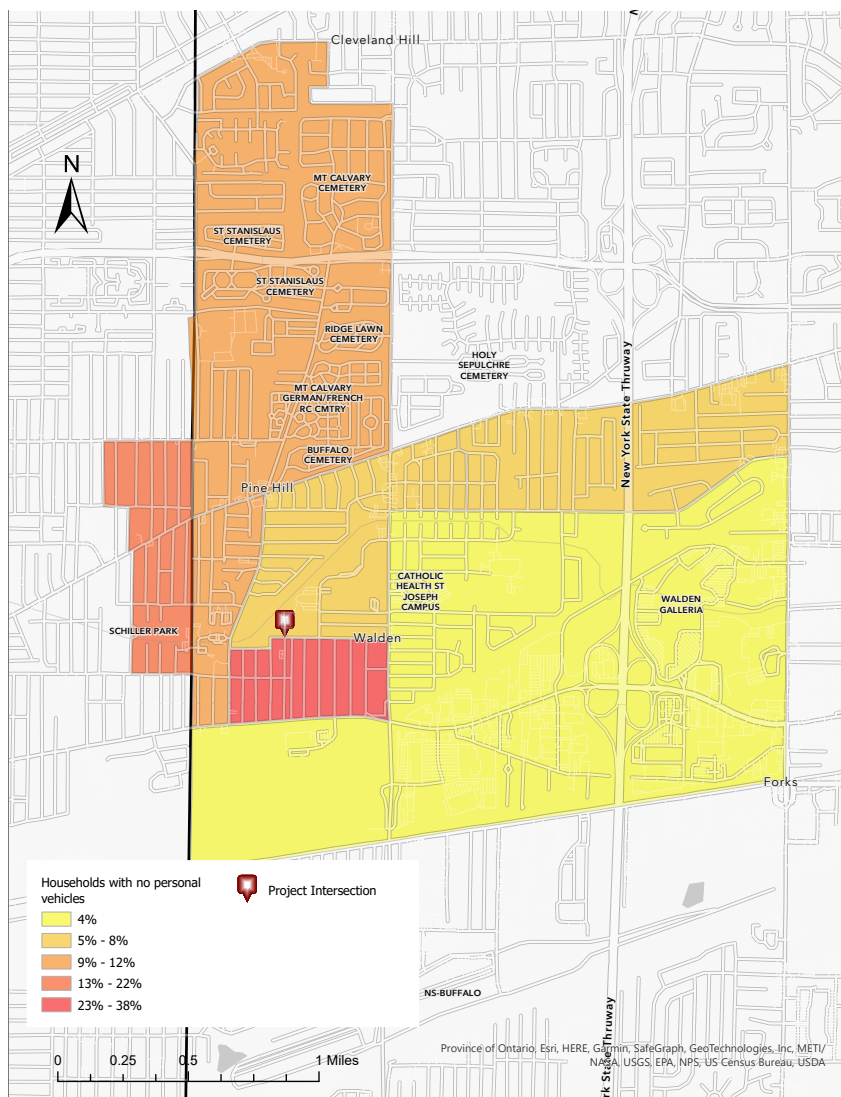 Cleveland Hill
N
MT CALVARY
CEMETERY
ST STANISLAUS
CEMETERY
ST STANISLAUS
CEMETERY
RIDGE LAWN
CEMETERY
HOLY
SEPULCHRE
CEMETERY
New York State Thruway
MT CALVARY
GERMAN/FRENCH
RC CMTRY
BUFFALO
CEMETERY
Pine Hill
CATHOLIC
HEALTH ST
JOSEPH
CAMPUS
WALDEN
GALLERIA
SCHILLER PARK
Walden
Forks
Households with no personal
vehicles
Project Intersection
4%
5% - 8%
9% - 12%
13% - 22%
23% - 38%
NS-BUFFALO
rk State Thruway
0 0.25 0.5 1 Miles
Province of Ontario, Esri, HERE, Garmin, SafeGraph, GeoTechnologies, Inc, METI/
NASA, USGS, EPA, NPS, US Census Bureau, USDA